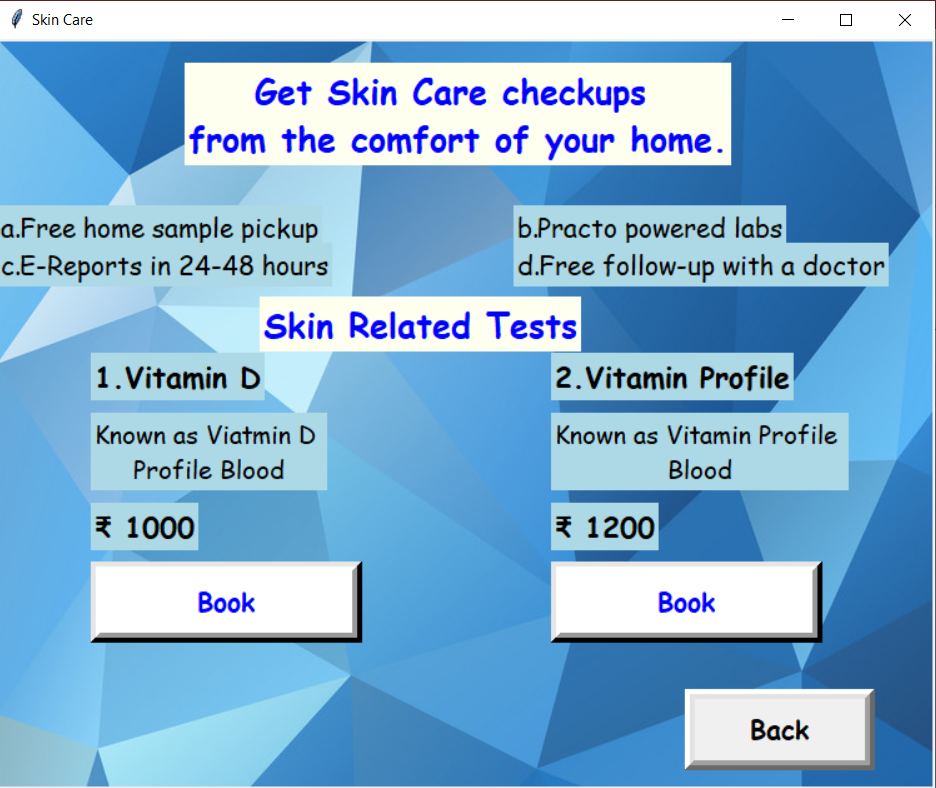 Skin Care
Get Skin Care checkups
from the comfort of your home.
a.Free home sample pickup
b.Practo powered labs
c.E-Reports in 24-48 hours
d.Free follow-up with a doctor
Skin Related Tests
1.Vitamin D
2.Vitamin Profile
Known as Viatmin D
Profile Blood
Known as Vitamin Profile
Blood
₹ 1000
₹ 1200
Book
Book
Back